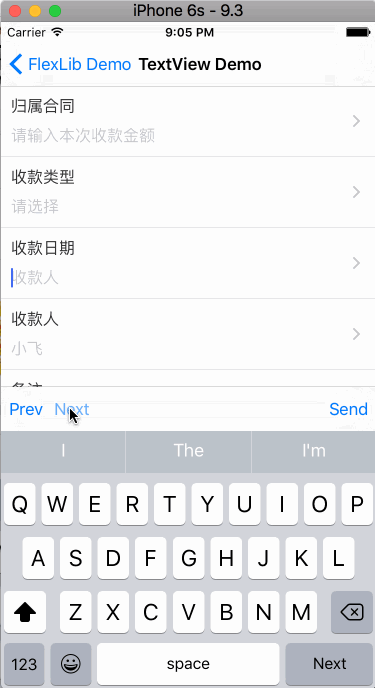 iPhone 6s - 9.3
Carrier 9:05 PM
FlexLib Demo TextView Demo
归属合同
请输入本次收款金额
收款类型
请选择
收款日期
收款人
收款人
小飞
Prev Next Send
I The I'm
Q W E R T Y U I O P
A S D F G H J K L
Z X C V B N M
123 space Next